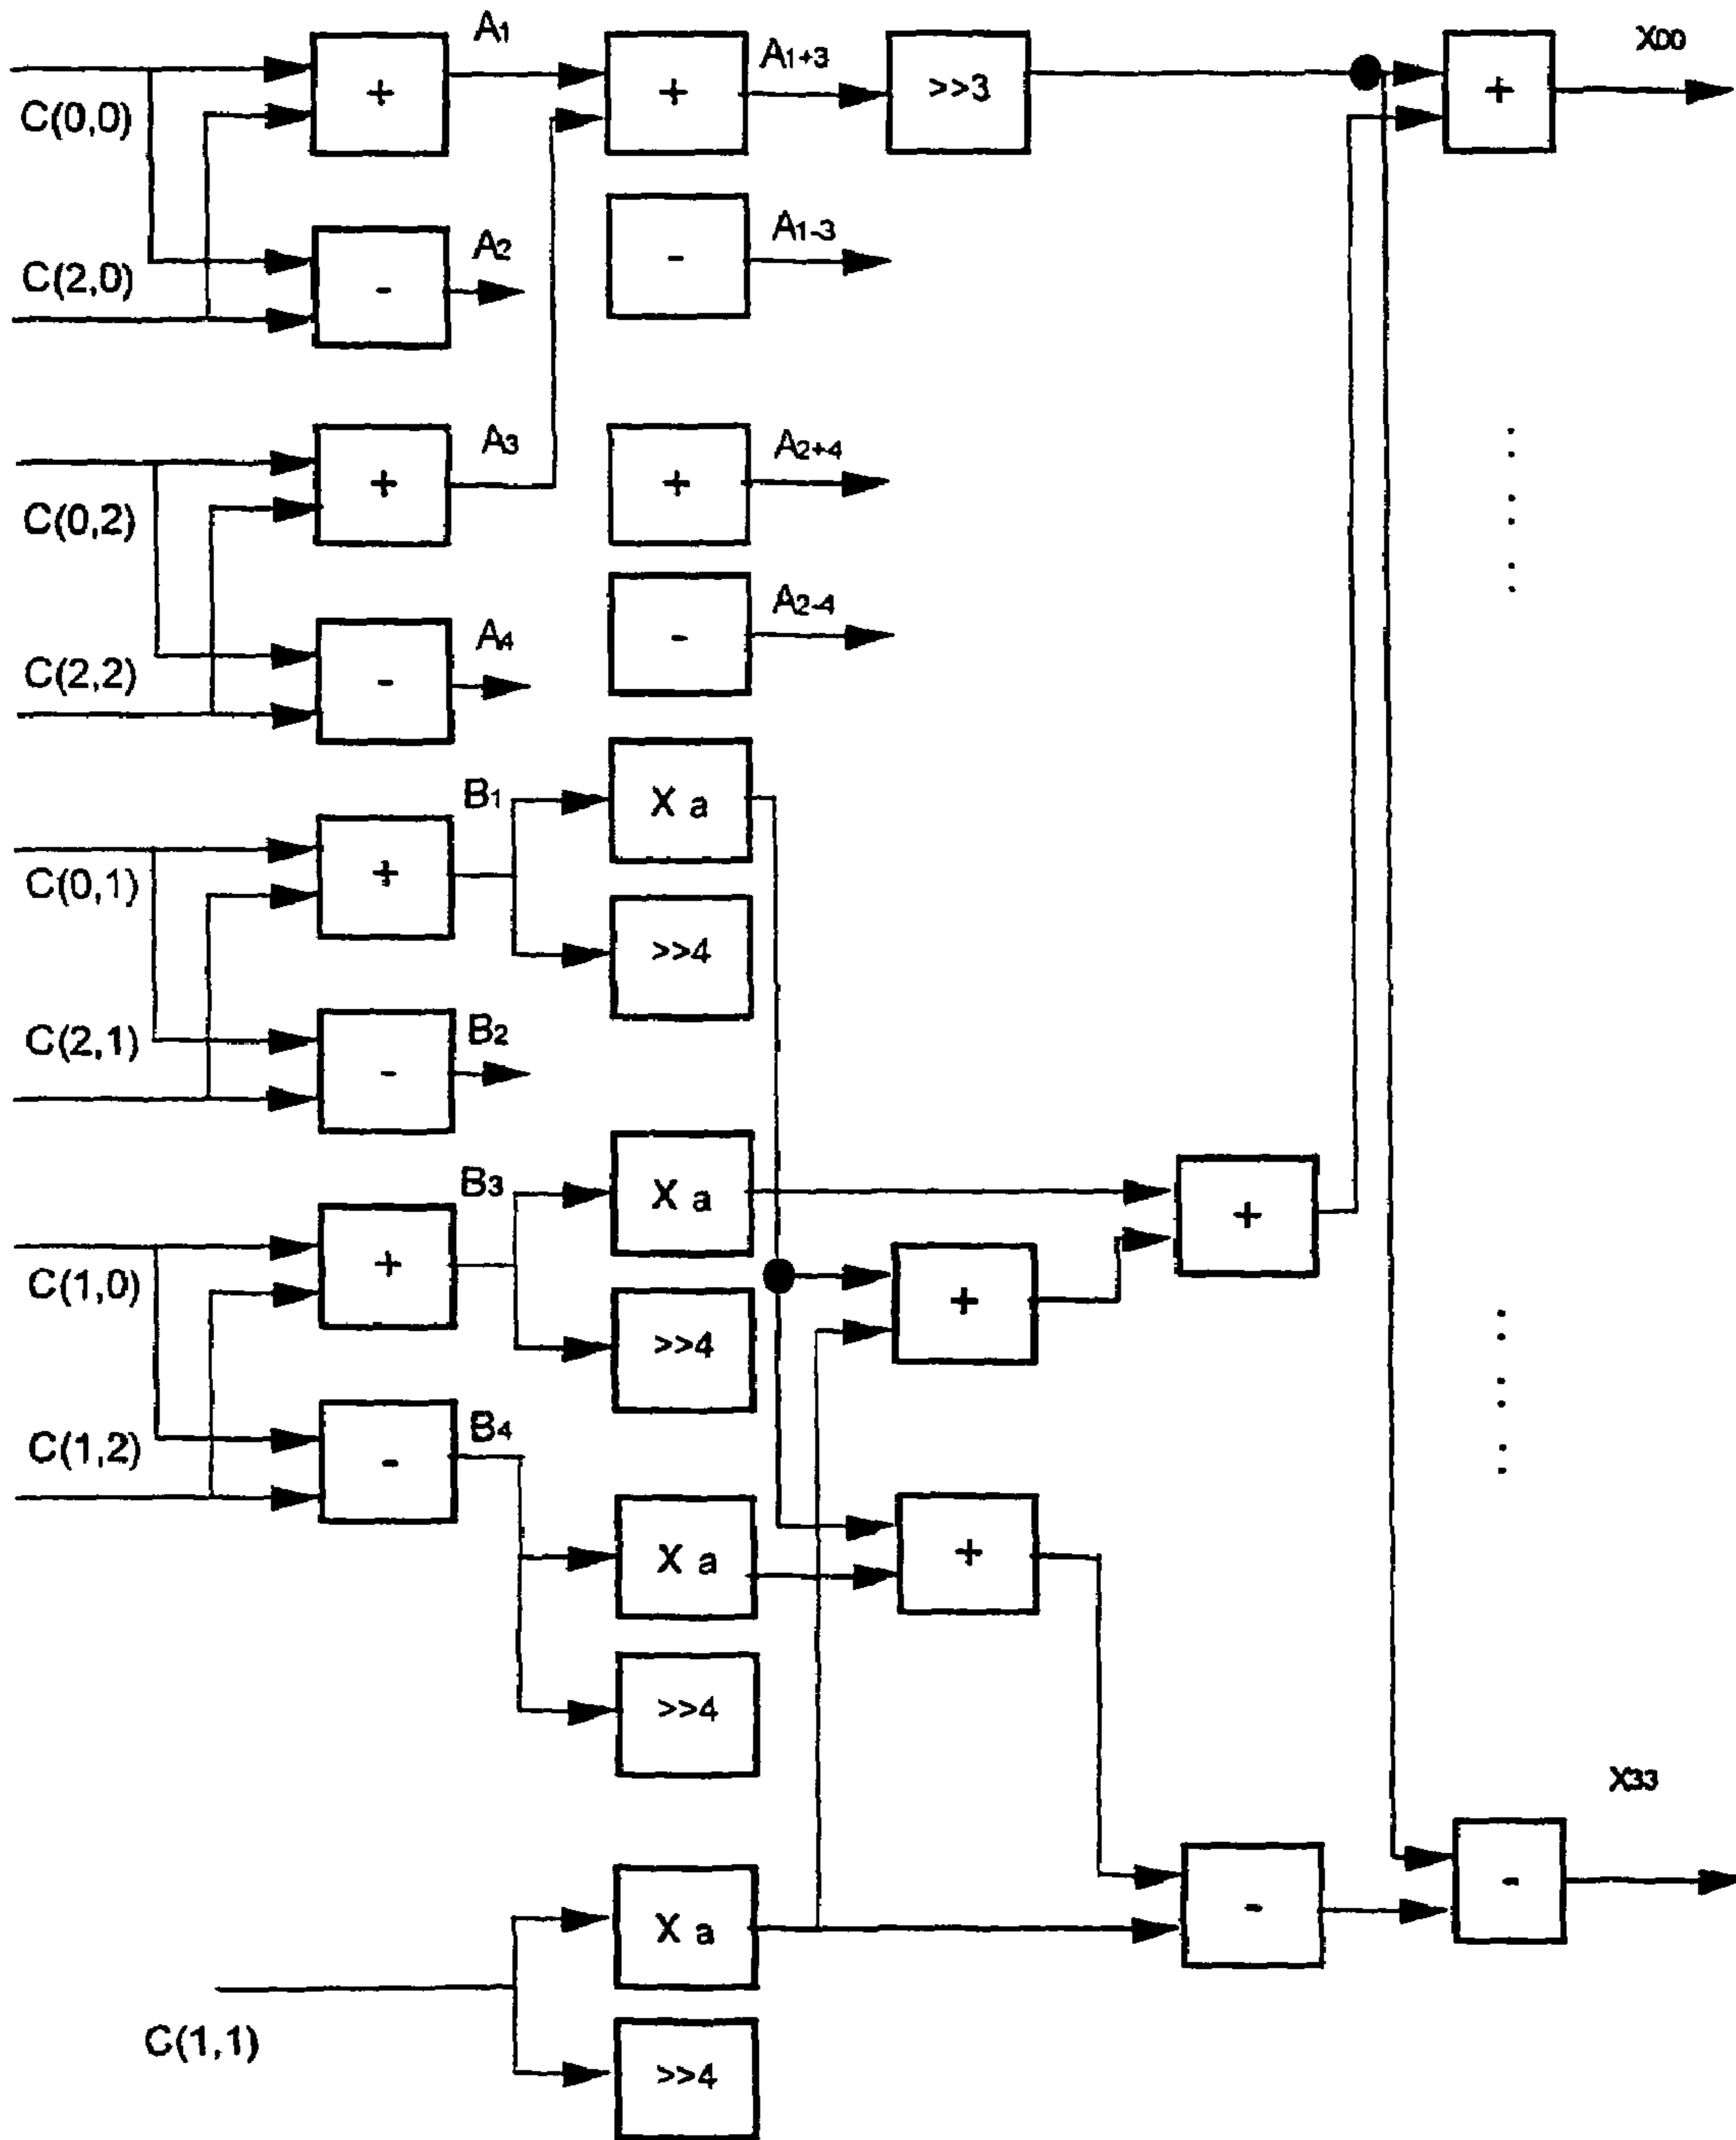 A1
A1+3
X00
+
+
>>3
+
C(0,0)
A2
A1-3
-
-
C(2,0)
A3
A2+4
+
+
C(0,2)
A4
A2-4
-
-
C(2,2)
B1
X a
+
C(0,1)
>>4
B2
C(2,1)
-
B3
X a
+
+
C(1,0)
+
>>4
B4
C(1,2)
-
X a
+
>>4
X33
-
-
X a
C(1,1)
>>4